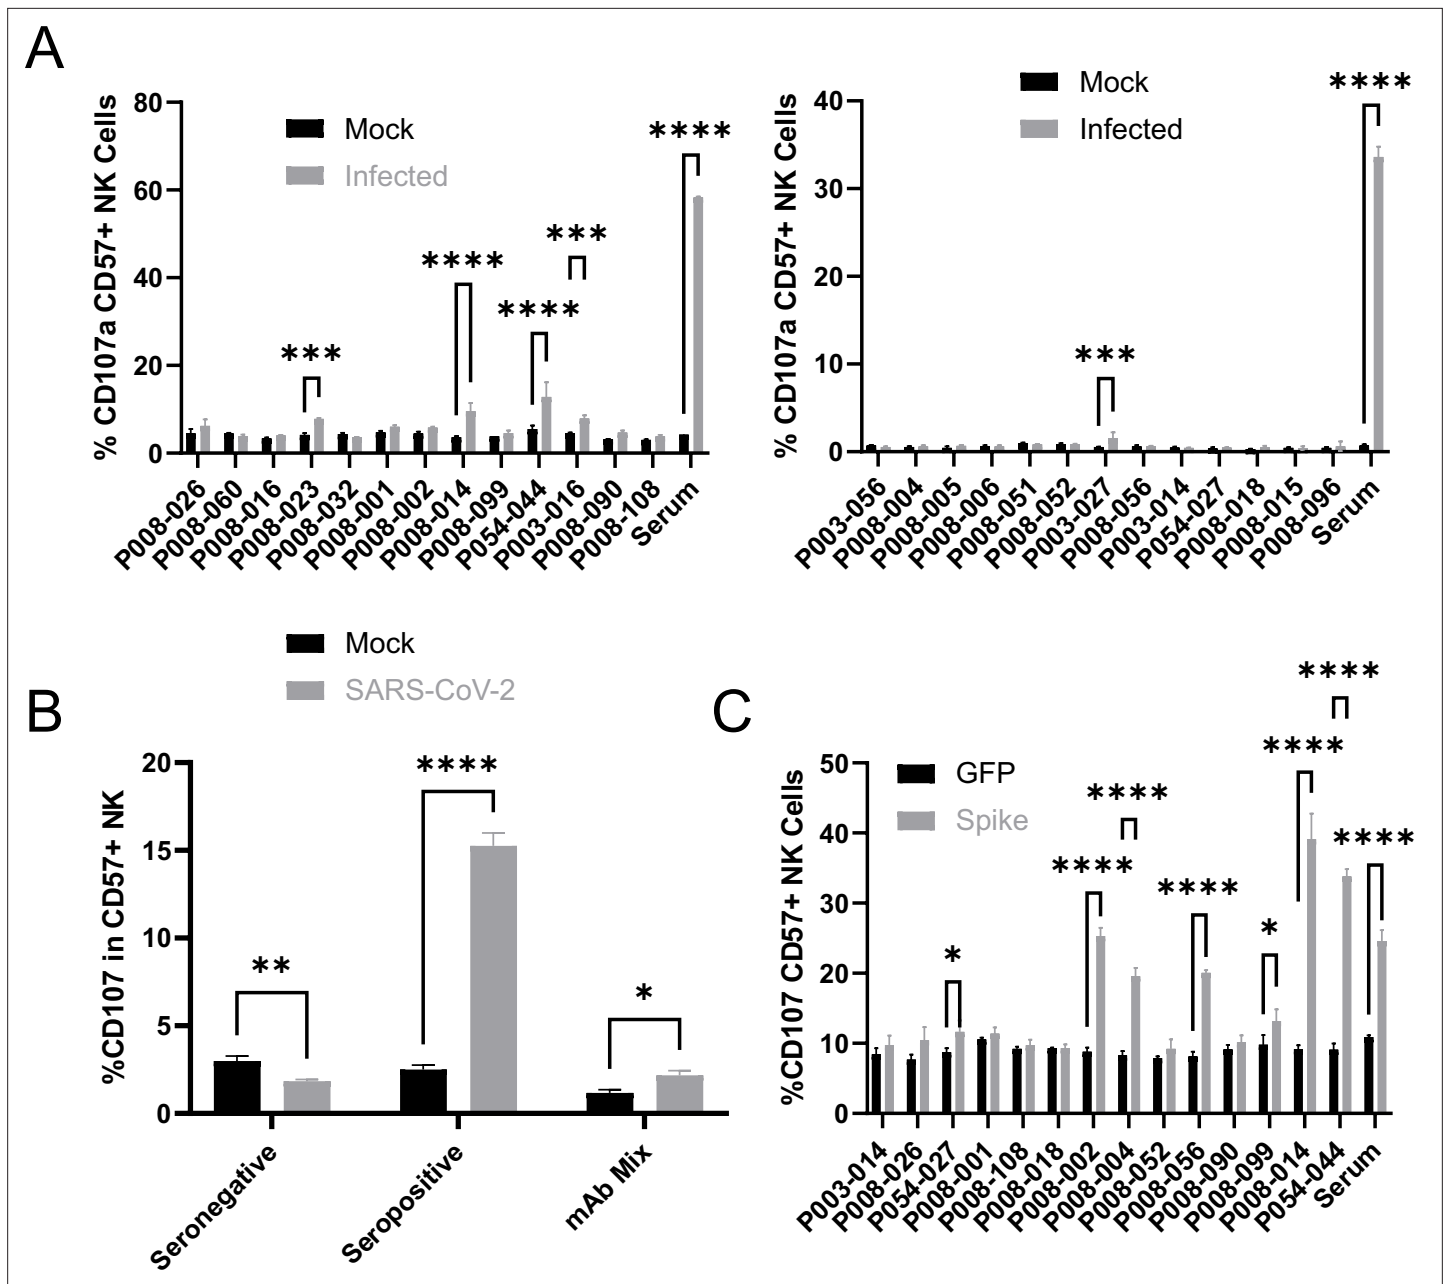 A
% CD107a CD57+ NK Cells
80
60
40
20
0
Mock
Infected
***
****
****
***
****
P008-026
P008-060
P008-016
P008-023
P008-032
P008-001
P008-002
P008-014
P008-099
P054-044
P003-016
P008-090
P008-108
Serum
% CD107a CD57+ NK Cells
40
30
20
10
0
Mock
Infected
***
****
P003-056
P008-004
P008-005
P008-006
P008-051
P008-052
P003-027
P008-056
P003-014
P054-027
P008-018
P008-015
P008-096
Serum
B
Mock
SARS-CoV-2
%CD107 in CD57+ NK
20
15
10
5
0
**
****
*
Seronegative
Seropositive
mAb Mix
C
%CD107 CD57+ NK Cells
50
40
30
20
10
0
GFP
Spike
*
****
****
****
*
****
****
****
P003-014
P008-026
P054-027
P008-001
P008-108
P008-018
P008-002
P008-004
P008-052
P008-056
P008-090
P008-099
P008-014
P054-044
Serum